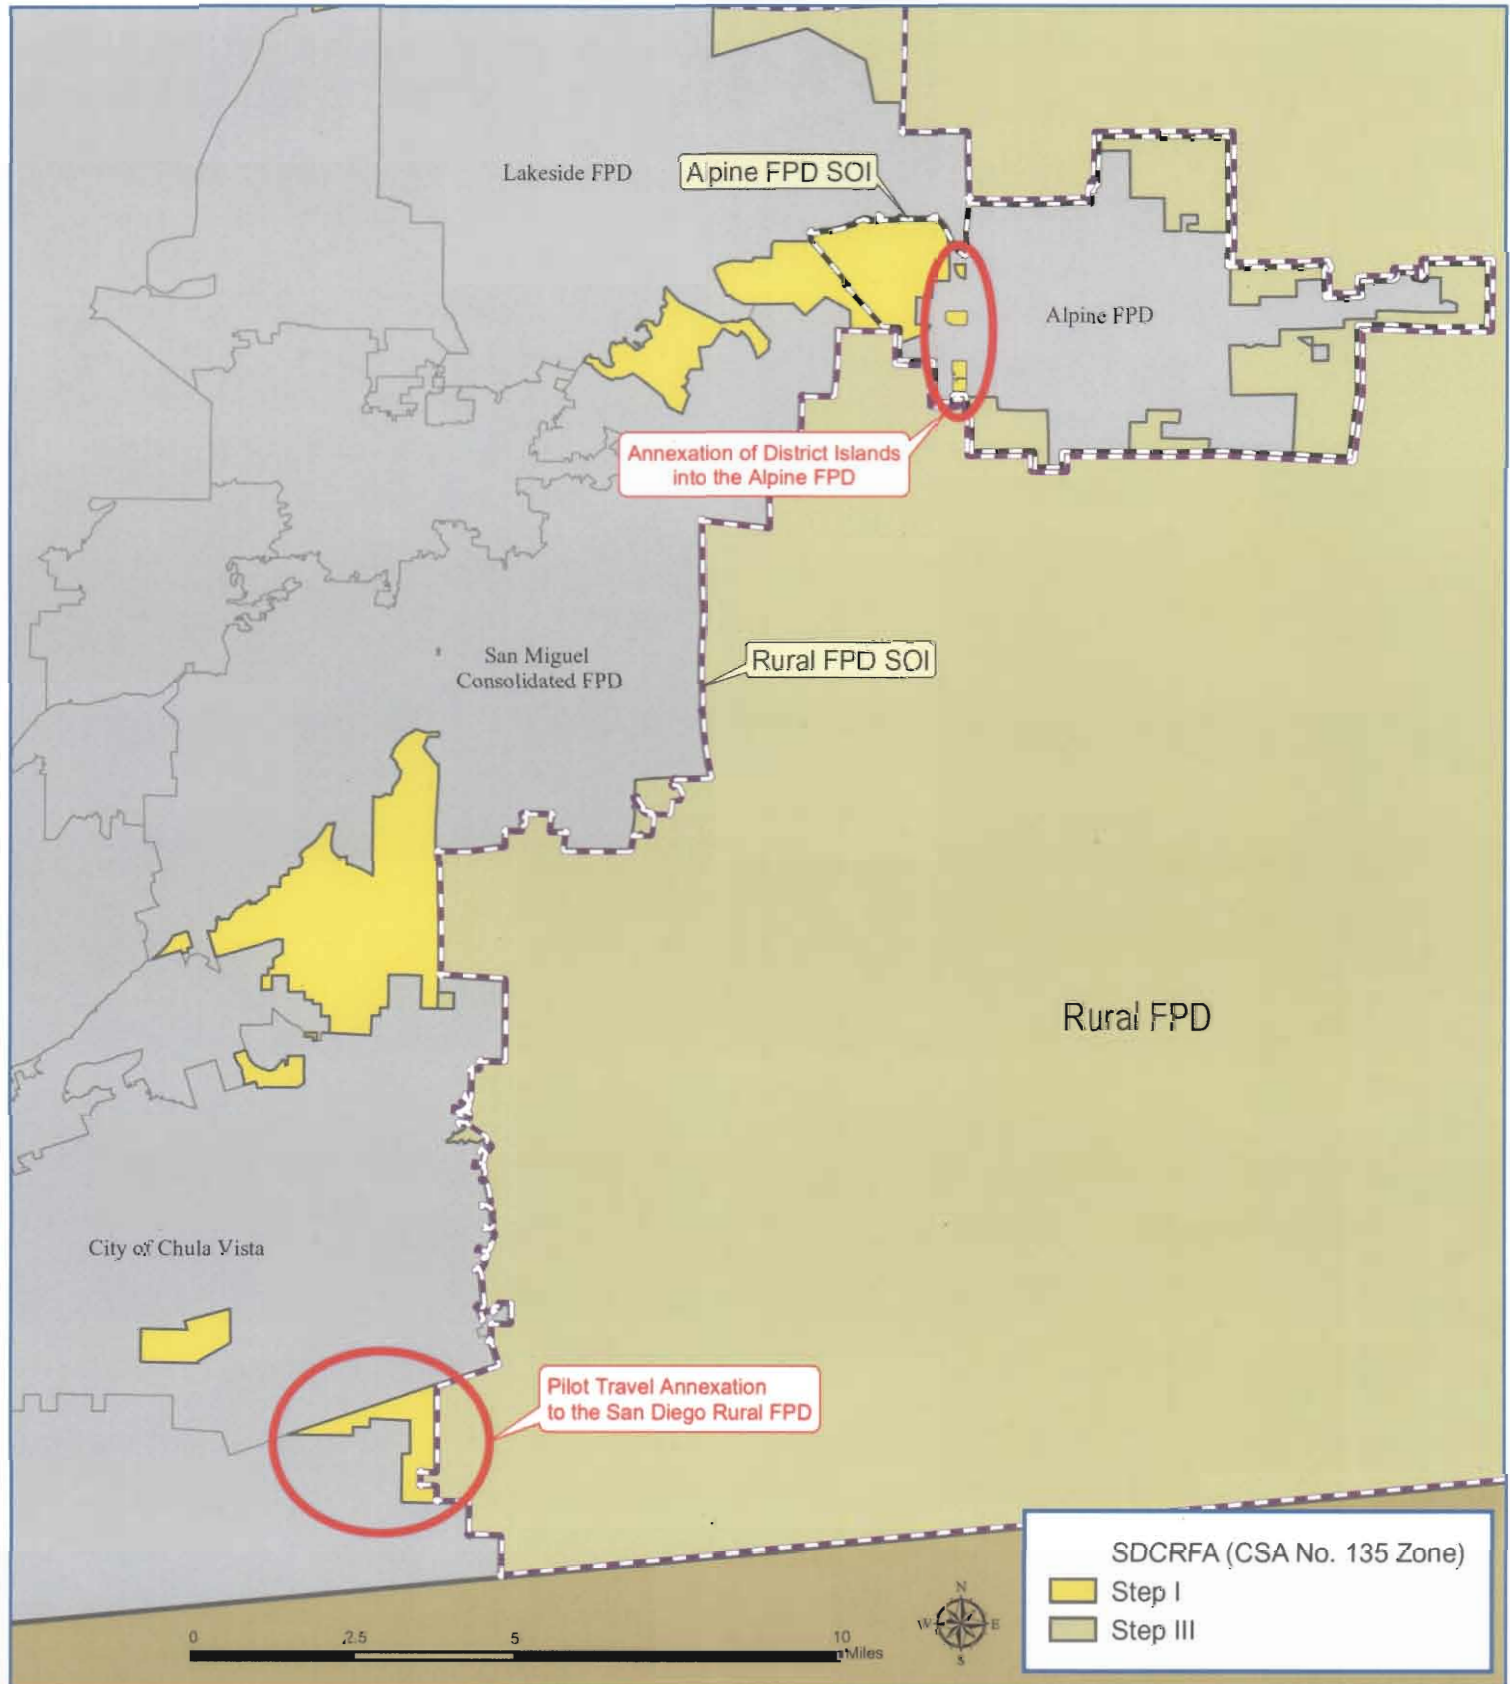 Lakeside FPD
Alpine FPD SOI
Alpine FPD
Annexation of District Islands
into the Alpine FPD
San Miguel
Consolidated FPD
Rural FPD SOI
Rural FPD
City of Chula Vista
Pilot Travel Annexation
to the San Diego Rural FPD
SDCRFA (CSA No. 135 Zone)
Step I
Step III
N
W
E
S
0 2.5 5 10
Miles